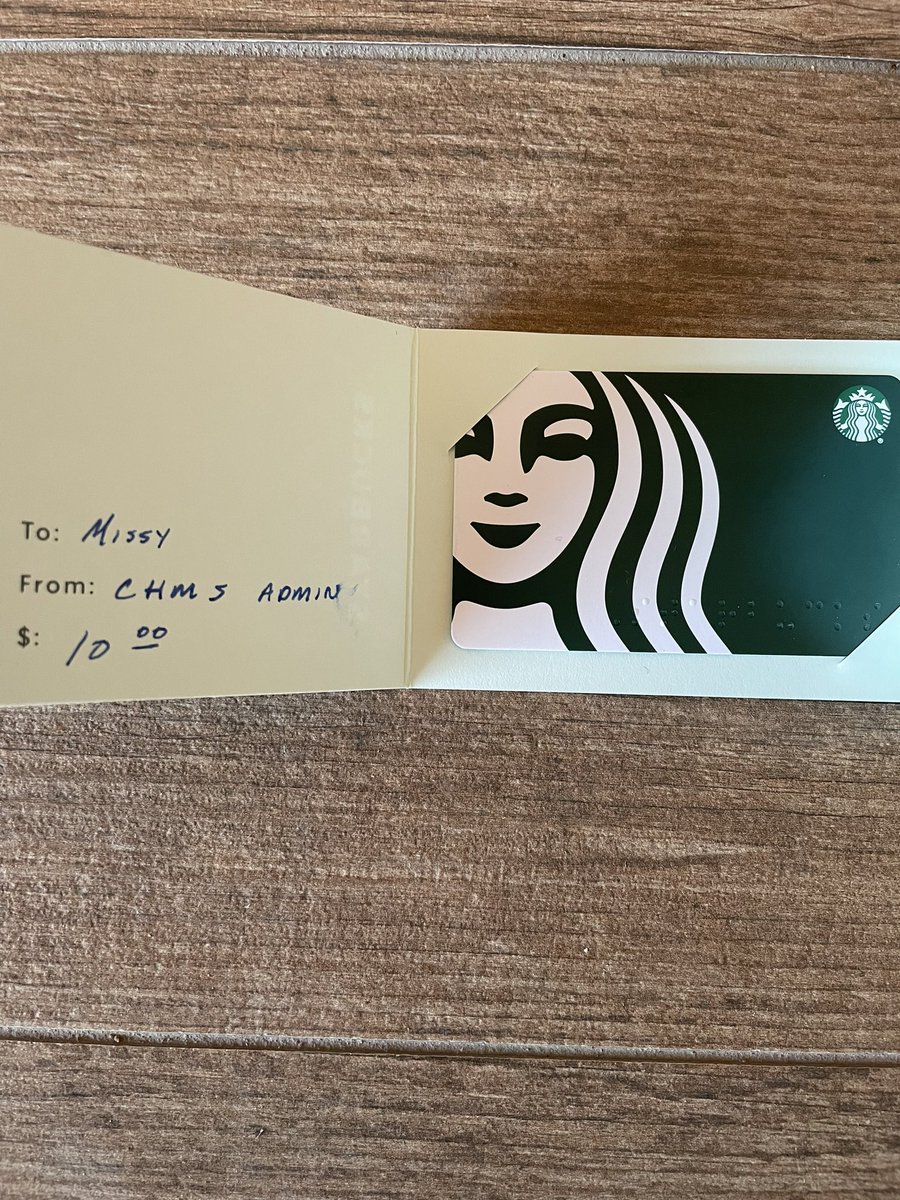 To: Missy
From: CHMS ADMIN
$: 10 00